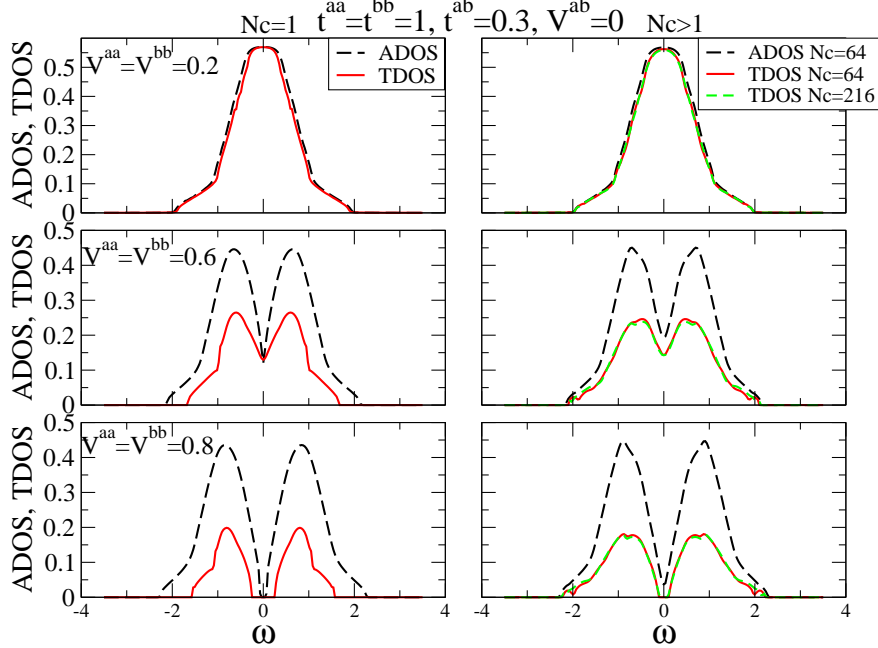 t^aa=t^bb=1, t^ab=0.3, V^ab=0
Nc=1
Nc>1
ADOS, TDOS
V^aa=V^bb=0.2
0.5
0.4
0.3
0.2
0.1
0
ADOS
TDOS
ADOS Nc=64
TDOS Nc=64
TDOS Nc=216
ADOS, TDOS
V^aa=V^bb=0.6
0.5
0.4
0.3
0.2
0.1
0
ADOS, TDOS
V^aa=V^bb=0.8
0.5
0.4
0.3
0.2
0.1
0
-4 -2 0 2 4
-4 -2 0 2 4
ω
ω